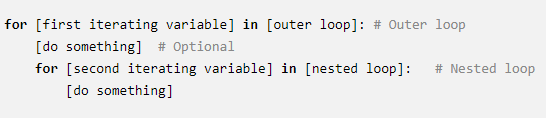 for [first iterating variable] in [outer loop]: # Outer loop
    [do something]  # Optional
    for [second iterating variable] in [nested loop]:   # Nested loop
        [do something]